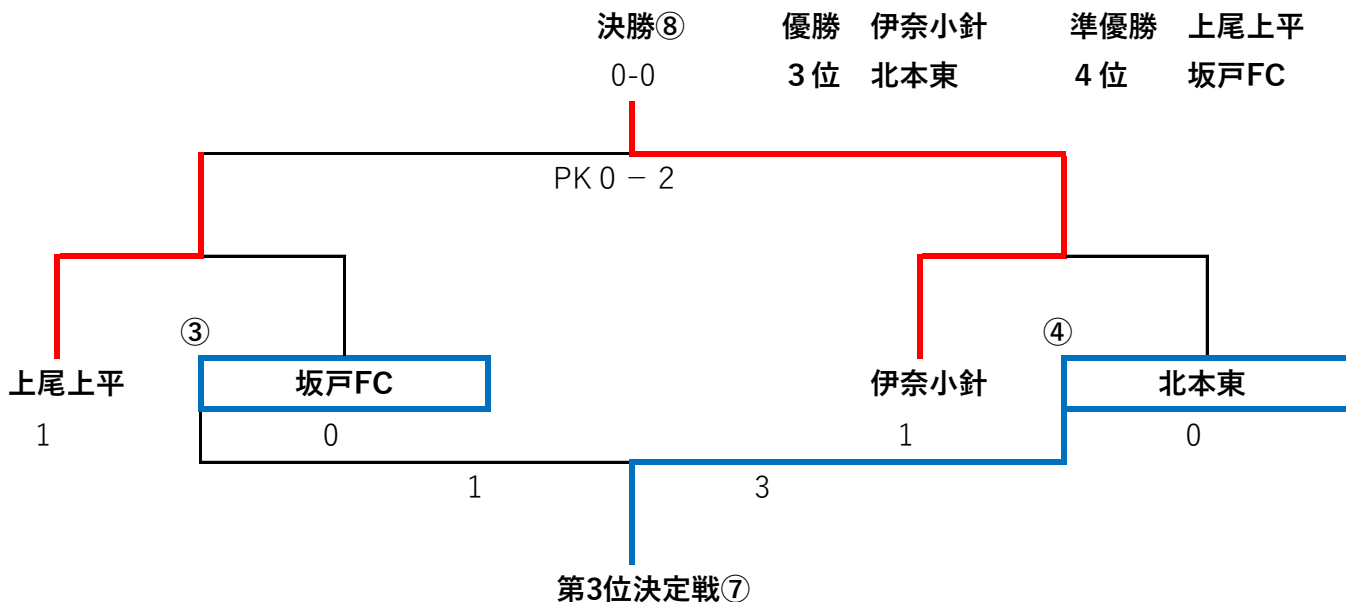 決勝⑧ 優勝 伊奈小針 準優勝 上尾上平
0-0 3位 北本東 4位 坂戸FC
PK0－2
③ ④
上尾上平 坂戸FC 伊奈小針 北本東
1 0 1 0
1 3
第3位決定戦⑦